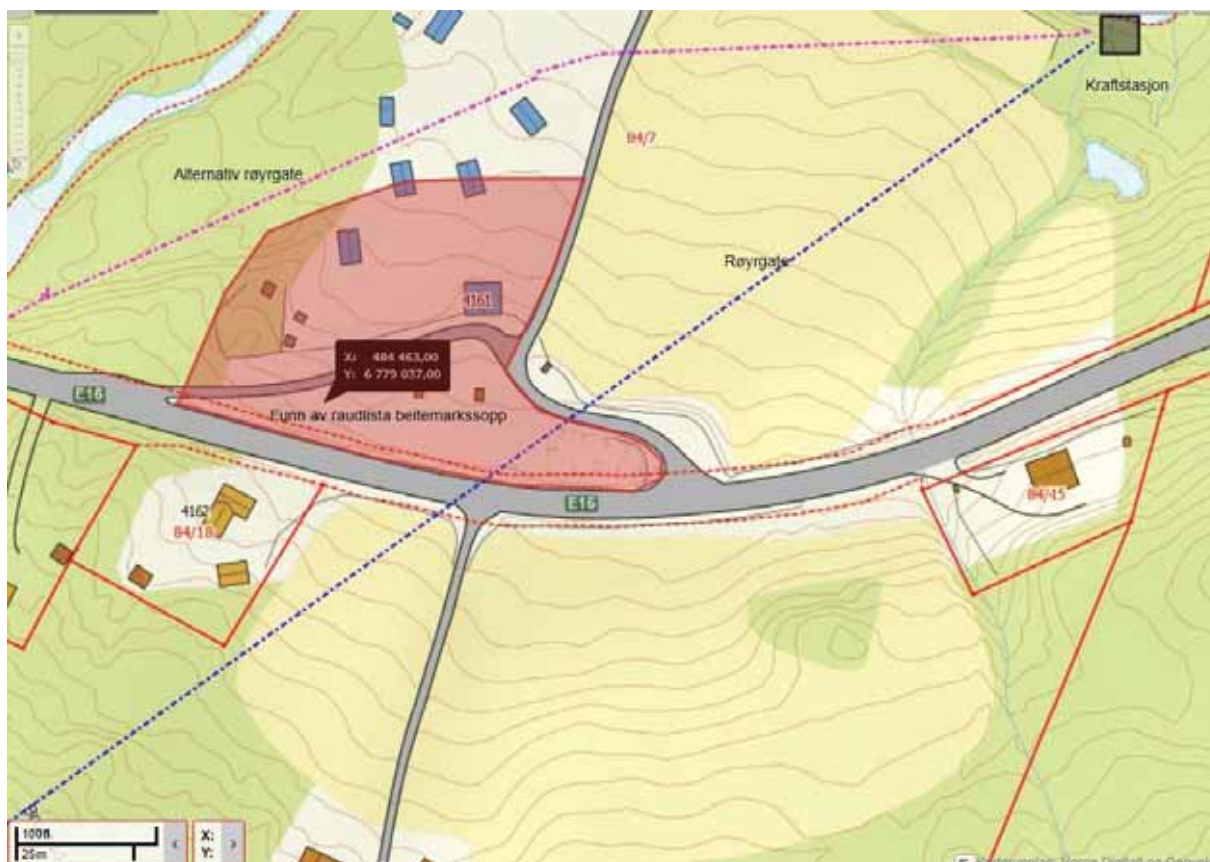 Kraftstasjon
84/7
Alternativ røyrgate
Røyrgate
4161
X: 484 463,00
Y: 6 779 037,00
E16
Funn av raudlista beitemarkssopp
E16
84/15
4162
84/18
100ft
25m
X:
Y: